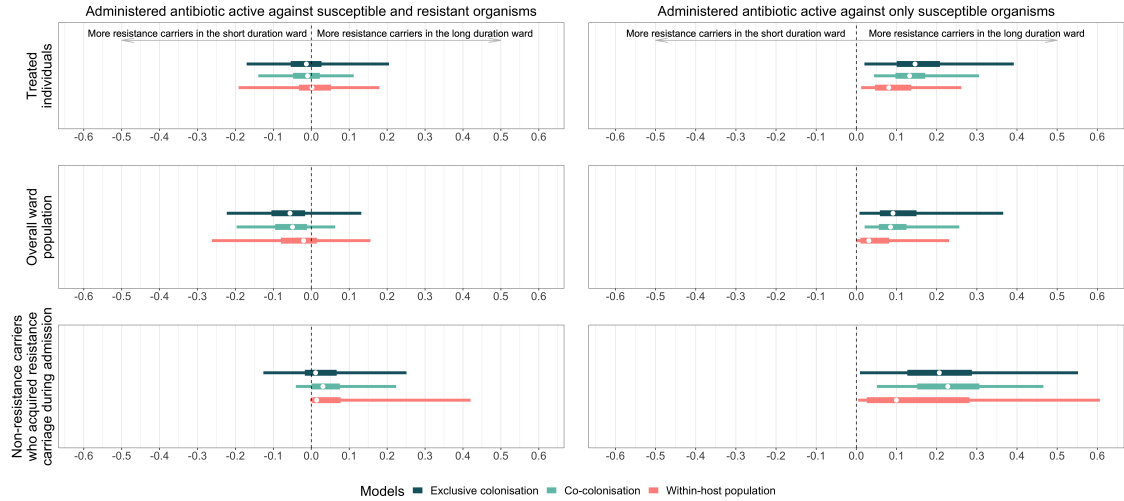 Administered antibiotic active against susceptible and resistant organisms
Administered antibiotic active against only susceptible organisms
Treated
individuals
More resistance carriers in the short duration ward
More resistance carriers in the long duration ward
More resistance carriers in the short duration ward
More resistance carriers in the long duration ward
-0.6 -0.5 -0.4 -0.3 -0.2 -0.1 0.0 0.1 0.2 0.3 0.4 0.5 0.6
-0.6 -0.5 -0.4 -0.3 -0.2 -0.1 0.0 0.1 0.2 0.3 0.4 0.5 0.6
Overall ward
population
-0.6 -0.5 -0.4 -0.3 -0.2 -0.1 0.0 0.1 0.2 0.3 0.4 0.5 0.6
-0.6 -0.5 -0.4 -0.3 -0.2 -0.1 0.0 0.1 0.2 0.3 0.4 0.5 0.6
Non-resistance carriers
who acquired resistance
carriage during admission
-0.6 -0.5 -0.4 -0.3 -0.2 -0.1 0.0 0.1 0.2 0.3 0.4 0.5 0.6
-0.6 -0.5 -0.4 -0.3 -0.2 -0.1 0.0 0.1 0.2 0.3 0.4 0.5 0.6
Models Exclusive colonisation Co-colonisation Within-host population